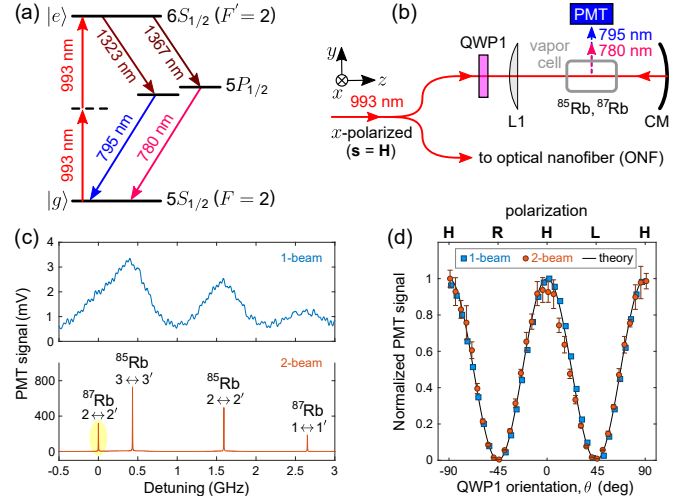 (a)
|e⟩
6S1/2 (F′= 2)
1323 nm
1367 nm
993 nm
5P1/2
993 nm
795 nm
780 nm
|g⟩
5S1/2 (F = 2)
(b)
PMT
795 nm
780 nm
QWP1
vapor
cell
y
z
x
993 nm
L1
85Rb, 87Rb
CM
x-polarized
(s = H)
to optical nanofiber (ONF)
(c)
PMT signal (mV)
4
3
2
1
0
1-beam
2-beam
800
400
0
87Rb
2↔2′
85Rb
3↔3′
85Rb
2↔2′
87Rb
1↔1′
-0.5 0 0.5 1 1.5 2 2.5 3
Detuning (GHz)
(d)
polarization
H R H L H
1-beam 2-beam theory
Normalized PMT signal
1
0.8
0.6
0.4
0.2
0
-90 -45 0 45 90
QWP1 orientation, θ (deg)